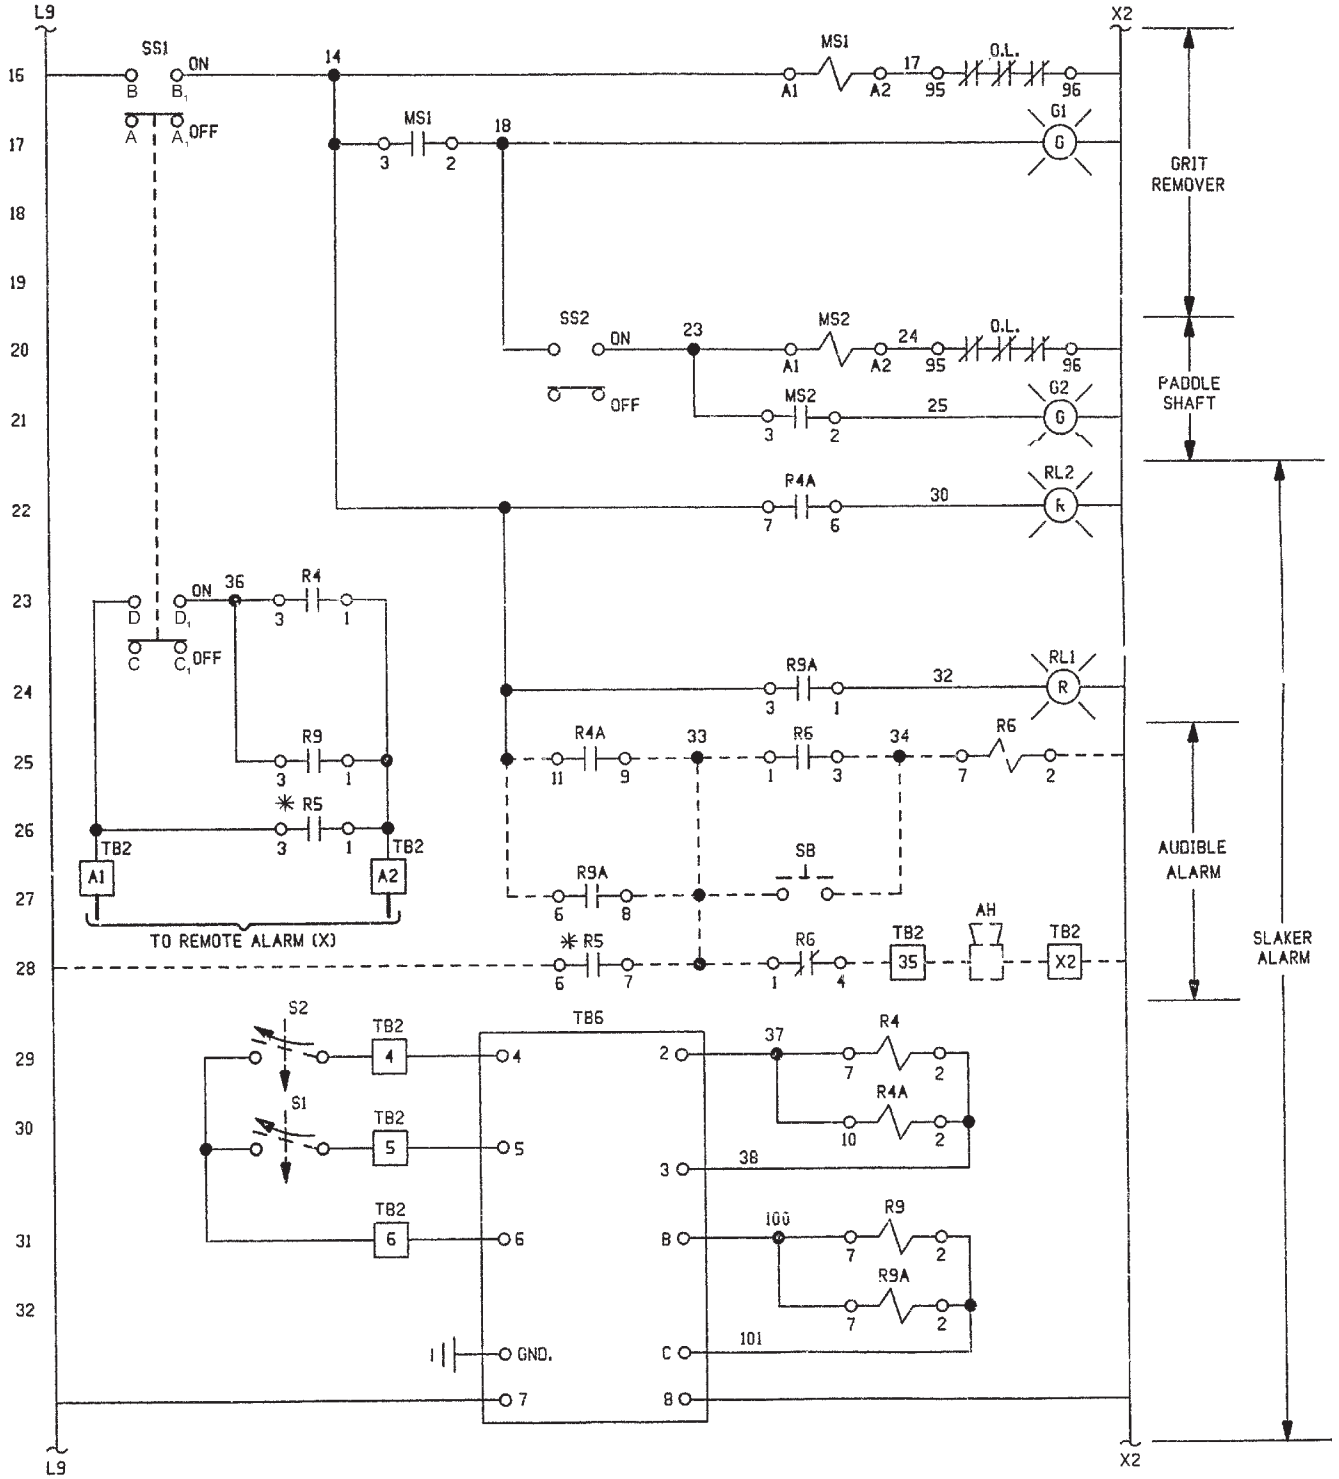 L9 X2
SS1 ON 14 MS1 17 O.L.
16 B B1 A1 A2 95 96
A A1 OFF MS1 18 G1
17 3 2 G
GRIT
REMOVER
18
19
SS2 ON 23 MS2 24 O.L.
20 A1 A2 95 96
OFF MS2 25 G2
PADDLE
SHAFT
21 3 2 G
R4A 30 RL2
22 7 6 R
ON 36 R4
23 D D1 3 1
C C1 OFF
R9A 32 RL1
24 3 1 R
R9 R4A 33 R6 34 R6
25 3 1 11 9 1 3 7 2
* R5
26 3 1
TB2 TB2 SB
AUDIBLE
ALARM
A1 A2 R9A
27 6 8
TO REMOTE ALARM (X)
* R5 R6 TB2 AH TB2
28 6 7 1 4 35 X2
SLAKER
ALARM
S2 TB2 TB6 37 R4
29 4 4 2 7 2
S1 TB2 R4A
30 5 5 10 2
3 38
TB2 100 R9
31 6 6 B 7 2
R9A
32 7 2
GND. C 101
7 8
L9 X2